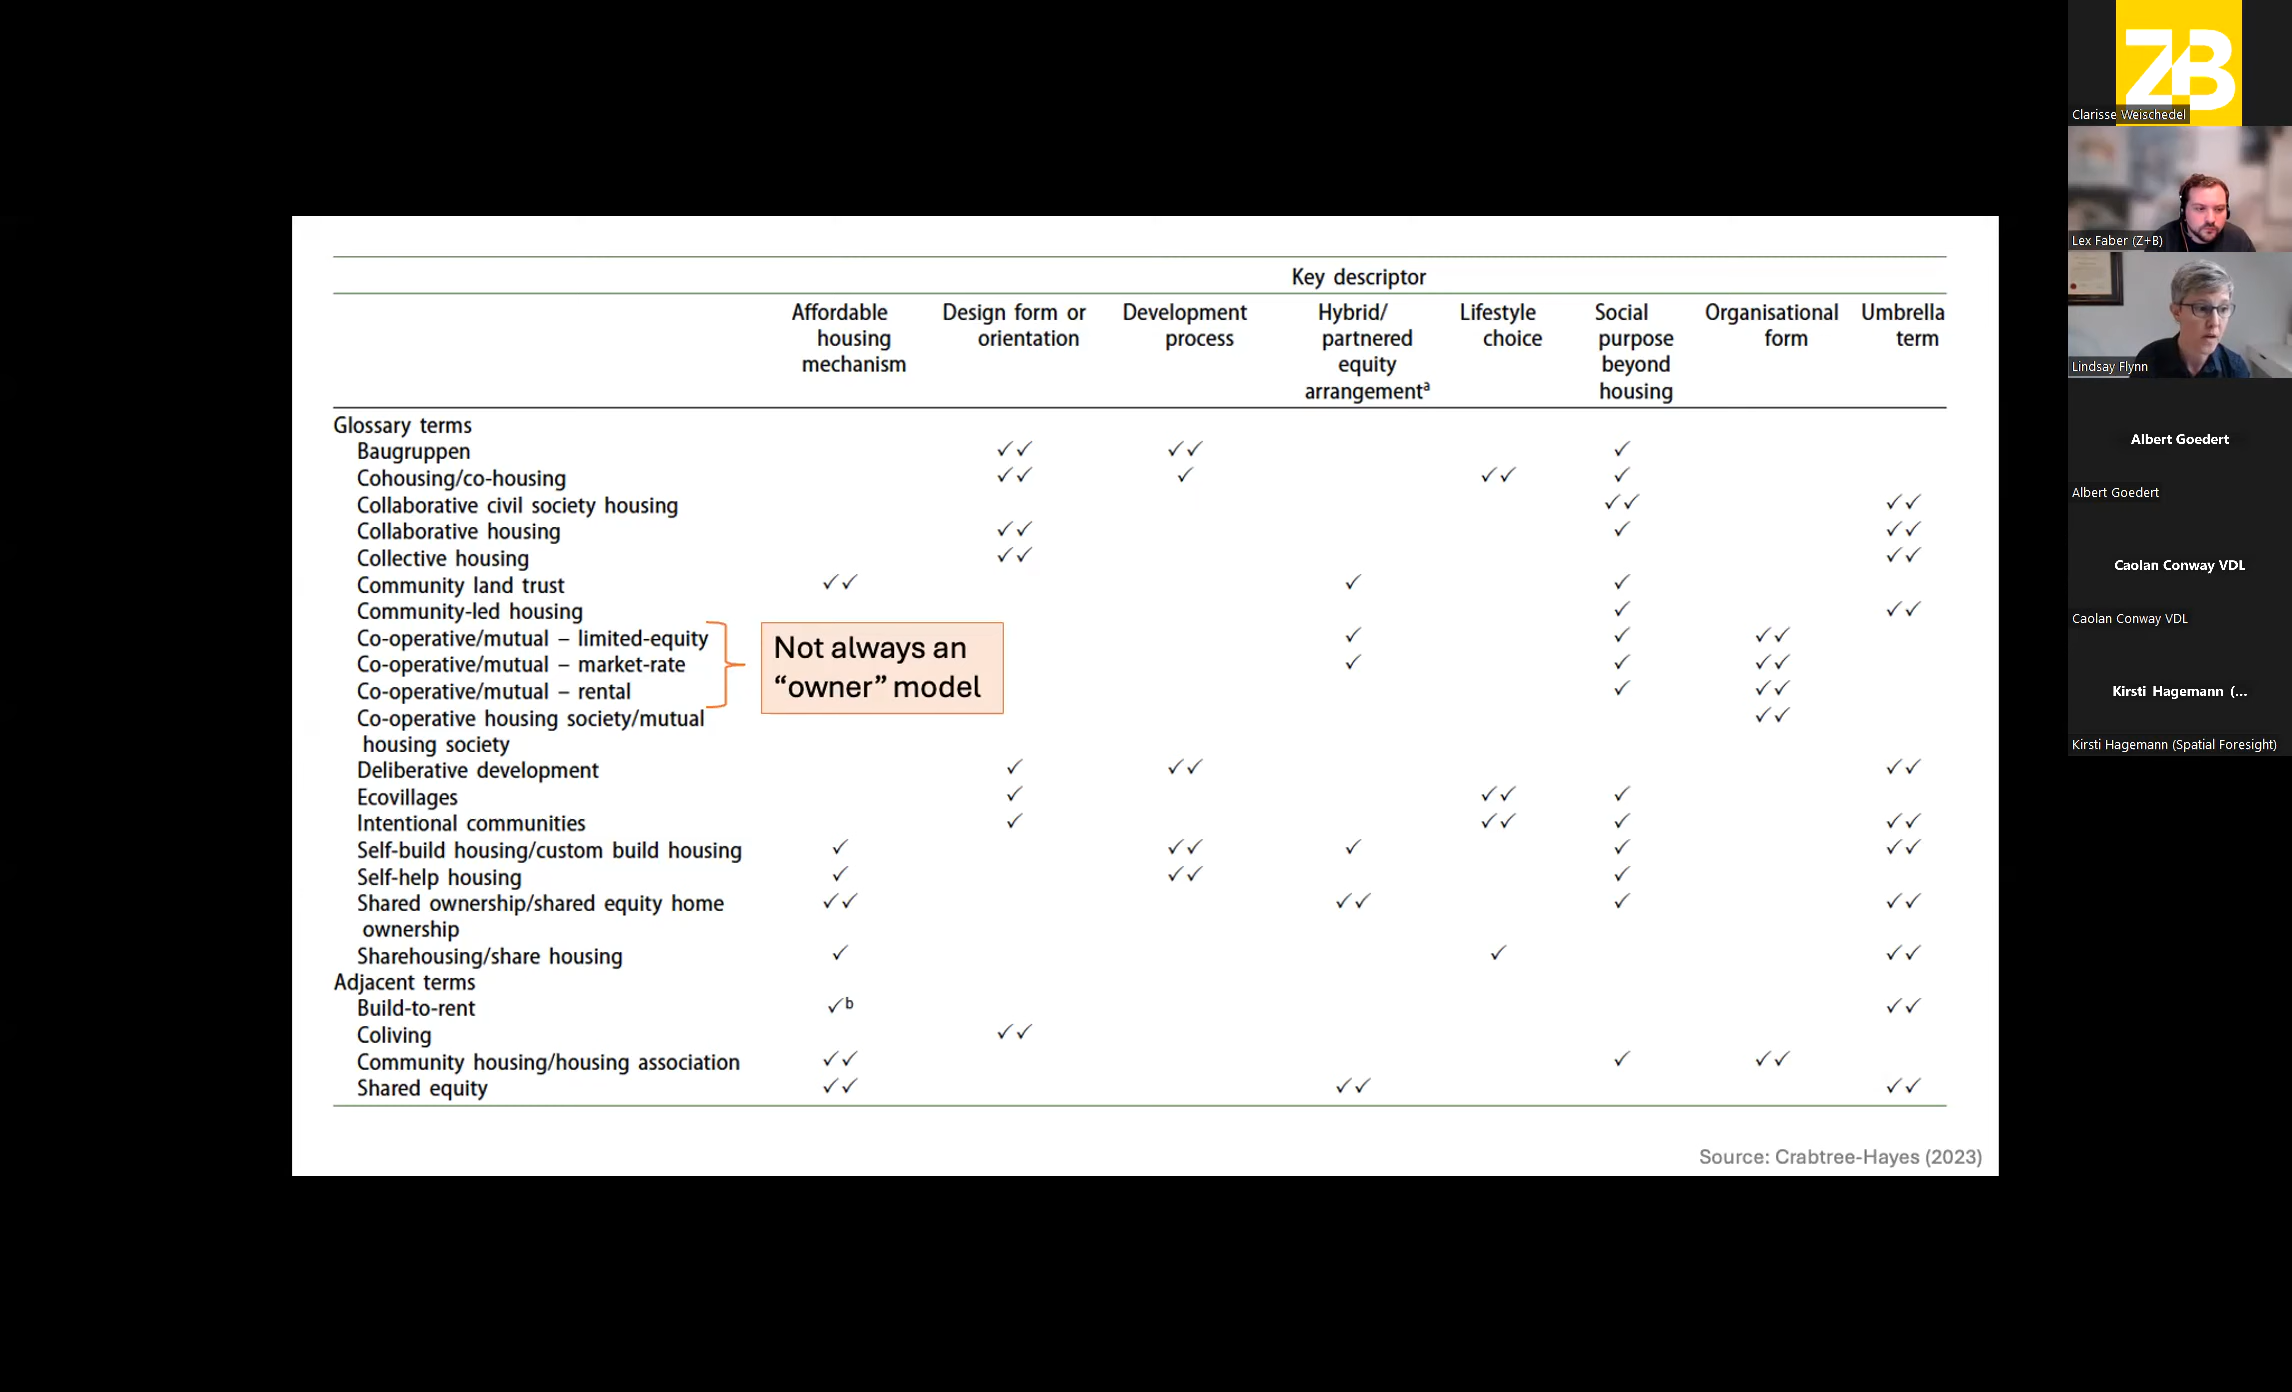 Key descriptor
Affordable housing mechanism
Design form or orientation
Development process
Hybrid/ partnered equity arrangementᵃ
Lifestyle choice
Social purpose beyond housing
Organisational form
Umbrella term
Glossary terms
Baugruppen ✓✓ ✓✓ ✓
Cohousing/co-housing ✓✓ ✓ ✓✓ ✓
Collaborative civil society housing ✓✓ ✓✓
Collaborative housing ✓✓ ✓ ✓✓
Collective housing ✓✓ ✓✓
Community land trust ✓✓ ✓ ✓
Community-led housing ✓ ✓✓
Co-operative/mutual – limited-equity ✓ ✓ ✓✓
Co-operative/mutual – market-rate ✓ ✓ ✓✓
Co-operative/mutual – rental ✓ ✓✓
Not always an
“owner” model
Co-operative housing society/mutual ✓✓
housing society
Deliberative development ✓ ✓✓ ✓✓
Ecovillages ✓ ✓✓ ✓
Intentional communities ✓ ✓✓ ✓ ✓✓
Self-build housing/custom build housing ✓ ✓✓ ✓ ✓ ✓✓
Self-help housing ✓ ✓✓ ✓
Shared ownership/shared equity home ✓✓ ✓✓ ✓ ✓✓
ownership
Sharehousing/share housing ✓ ✓ ✓✓
Adjacent terms
Build-to-rent ✓ᵇ ✓✓
Coliving ✓✓
Community housing/housing association ✓✓ ✓ ✓✓
Shared equity ✓✓ ✓✓ ✓✓
Source: Crabtree-Hayes (2023)
ZB
Clarisse Weischedel
Lex Faber (Z+B)
Lindsay Flynn
Albert Goedert
Albert Goedert
Caolan Conway VDL
Caolan Conway VDL
Kirsti Hagemann (...
Kirsti Hagemann (Spatial Foresight)